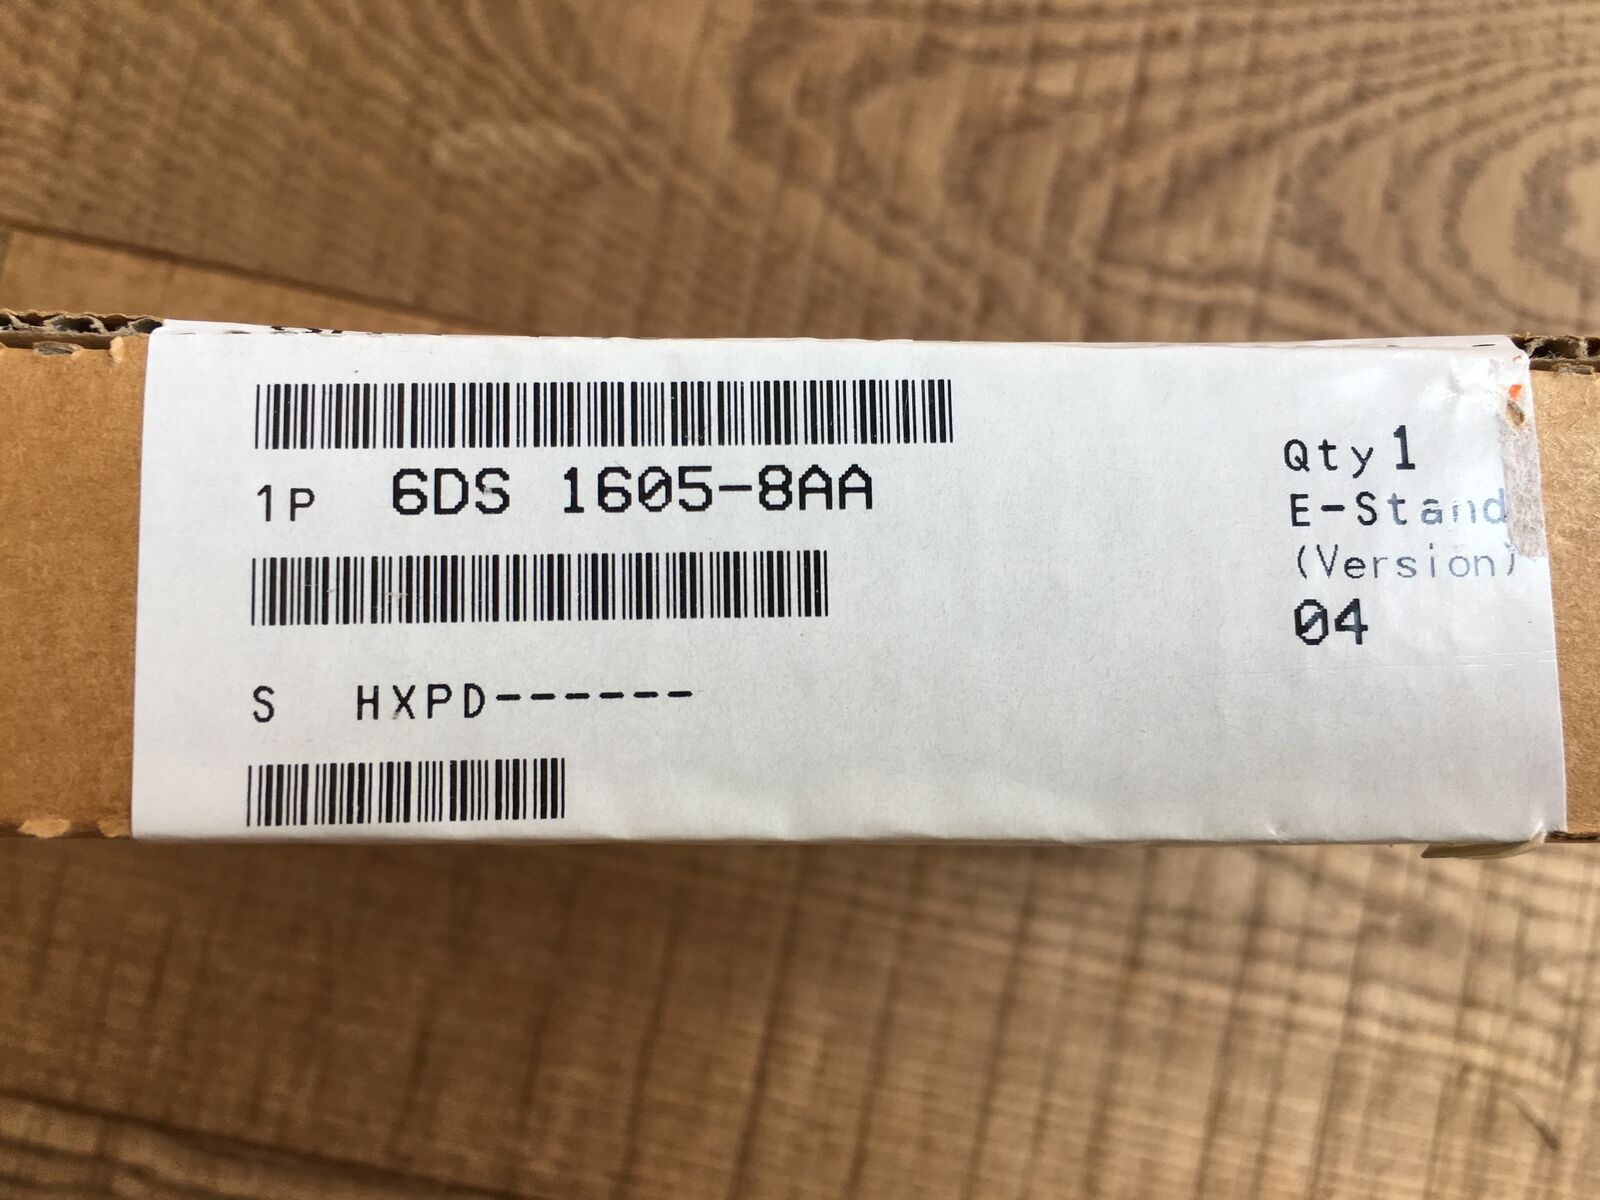 1P 6DS 1605-8AA
S HXPD------
Qty 1
E-Stand
(Version)
04